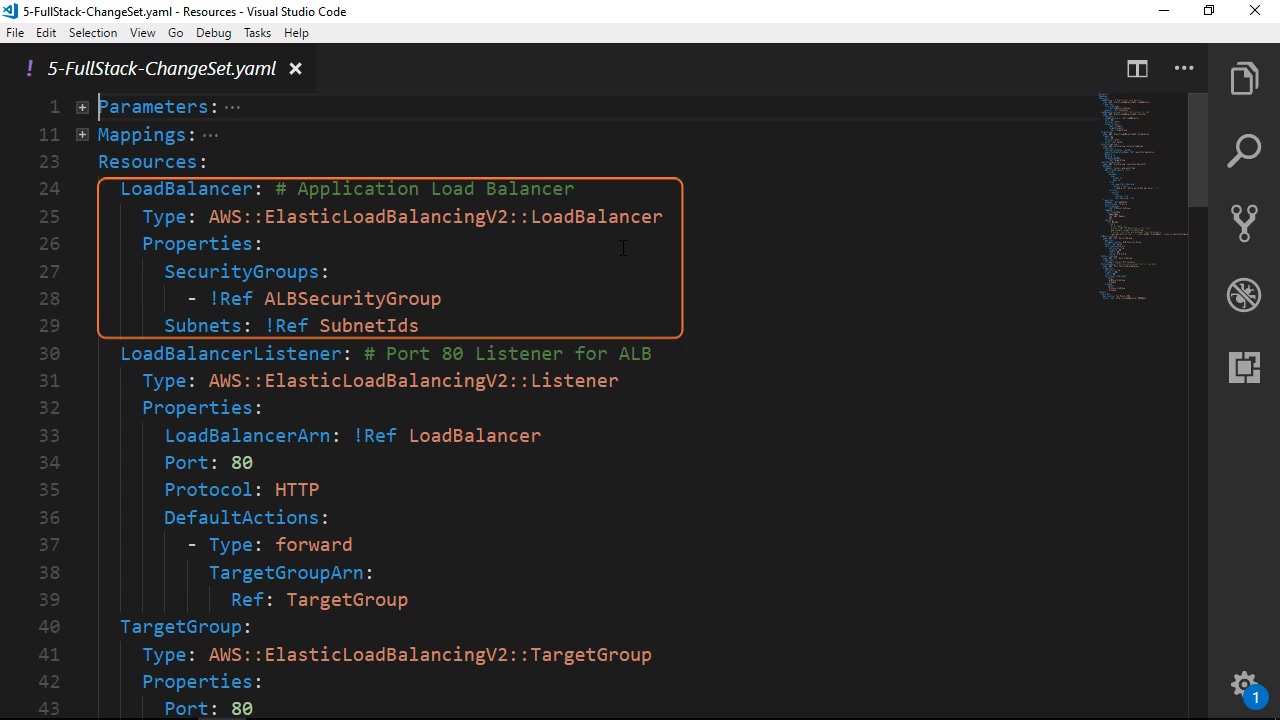 5-FullStack-ChangeSet.yaml - Resources - Visual Studio Code
File Edit Selection View Go Debug Tasks Help
! 5-FullStack-ChangeSet.yaml
1 Parameters: ···
11 Mappings: ···
23 Resources:
24 LoadBalancer: # Application Load Balancer
25 Type: AWS::ElasticLoadBalancingV2::LoadBalancer
26 Properties:
27 SecurityGroups:
28 - !Ref ALBSecurityGroup
29 Subnets: !Ref SubnetIds
30 LoadBalancerListener: # Port 80 Listener for ALB
31 Type: AWS::ElasticLoadBalancingV2::Listener
32 Properties:
33 LoadBalancerArn: !Ref LoadBalancer
34 Port: 80
35 Protocol: HTTP
36 DefaultActions:
37 - Type: forward
38 TargetGroupArn:
39 Ref: TargetGroup
40 TargetGroup:
41 Type: AWS::ElasticLoadBalancingV2::TargetGroup
42 Properties:
43 Port: 80
1